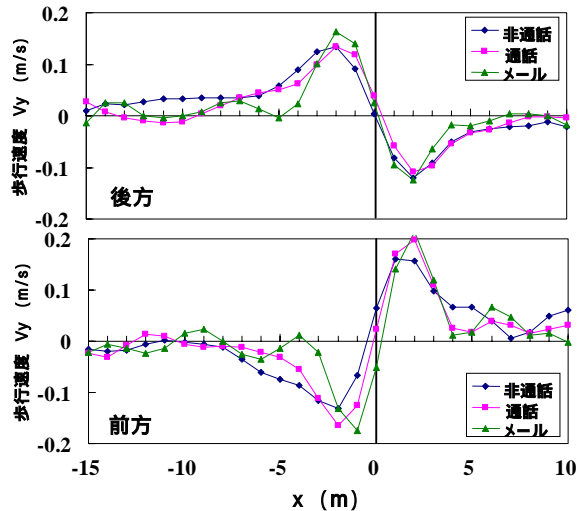 歩行速度 Vy (m/s)
0.2
0.1
0
-0.1
-0.2
非通話
通話
メール
後方
歩行速度 Vy (m/s)
0.2
0.1
0
-0.1
-0.2
非通話
通話
メール
前方
-15 -10 -5 0 5 10
x (m)